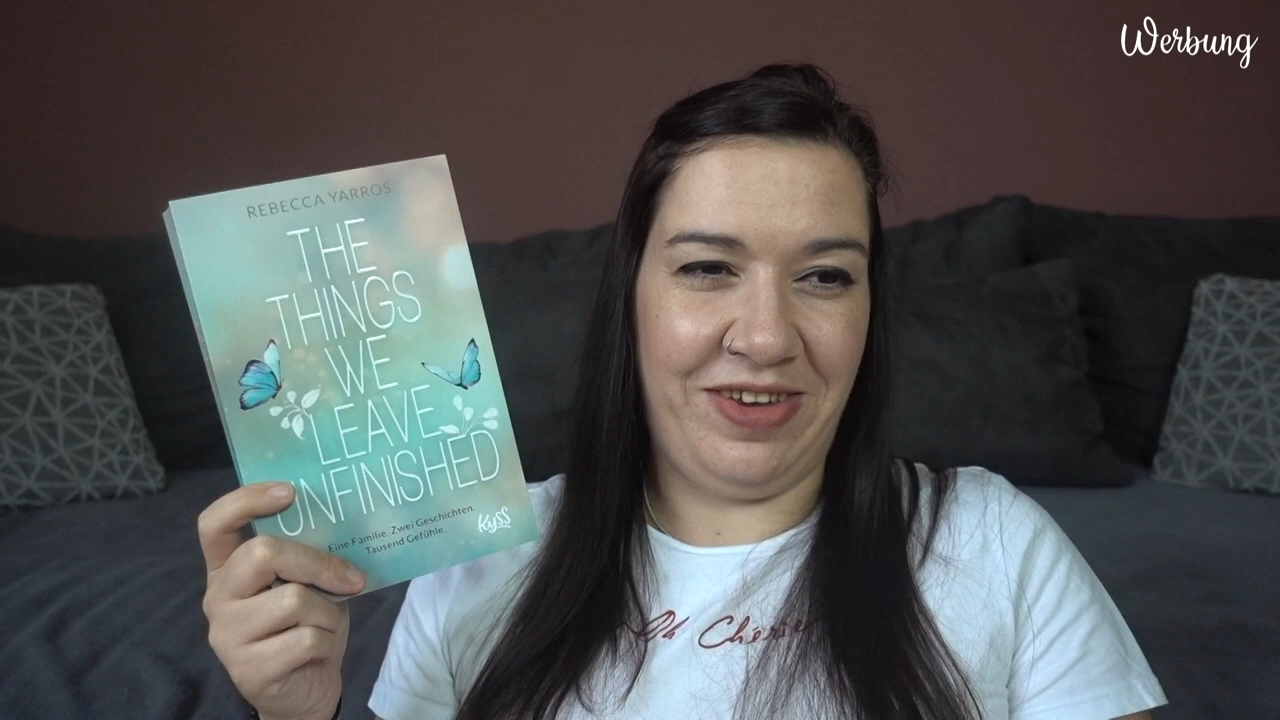 Werbung
REBECCA YARROS
THE
THINGS
WE
LEAVE
UNFINISHED
Eine Familie. Zwei Geschichten.
Tausend Gefühle.
KYSS
Oh Chérie